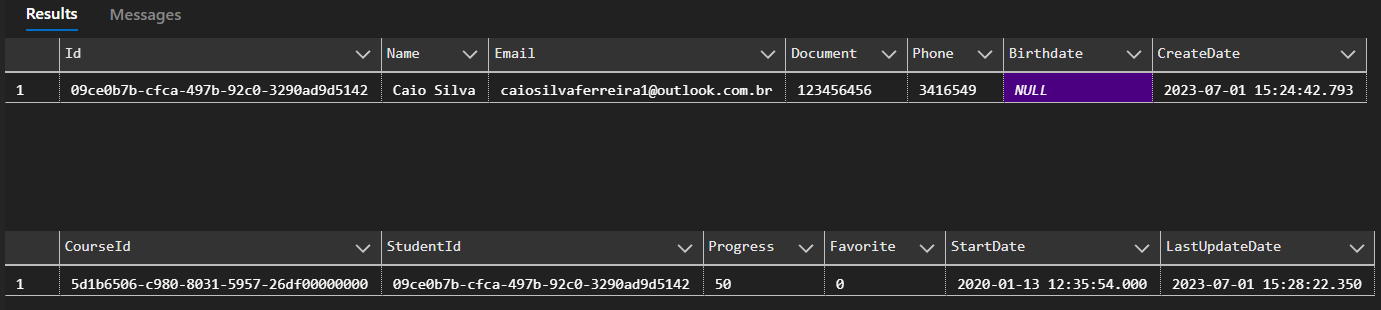 Results Messages
Id Name Email Document Phone Birthdate CreateDate
1 09ce0b7b-cfca-497b-92c0-3290ad9d5142 Caio Silva caiosilvaferreira1@outlook.com.br 123456456 3416549 NULL 2023-07-01 15:24:42.793
CourseId StudentId Progress Favorite StartDate LastUpdateDate
1 5d1b6506-c980-8031-5957-26df00000000 09ce0b7b-cfca-497b-92c0-3290ad9d5142 50 0 2020-01-13 12:35:54.000 2023-07-01 15:28:22.350